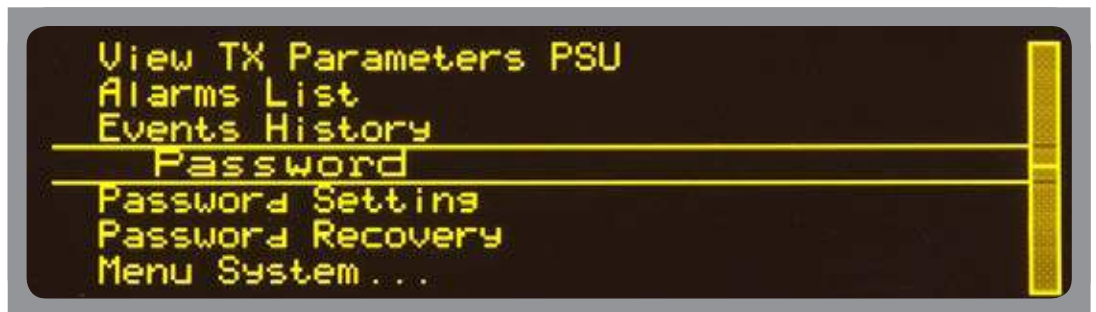 View TX Parameters PSU
Alarms List
Events History
Password
Password Setting
Password Recovery
Menu System...